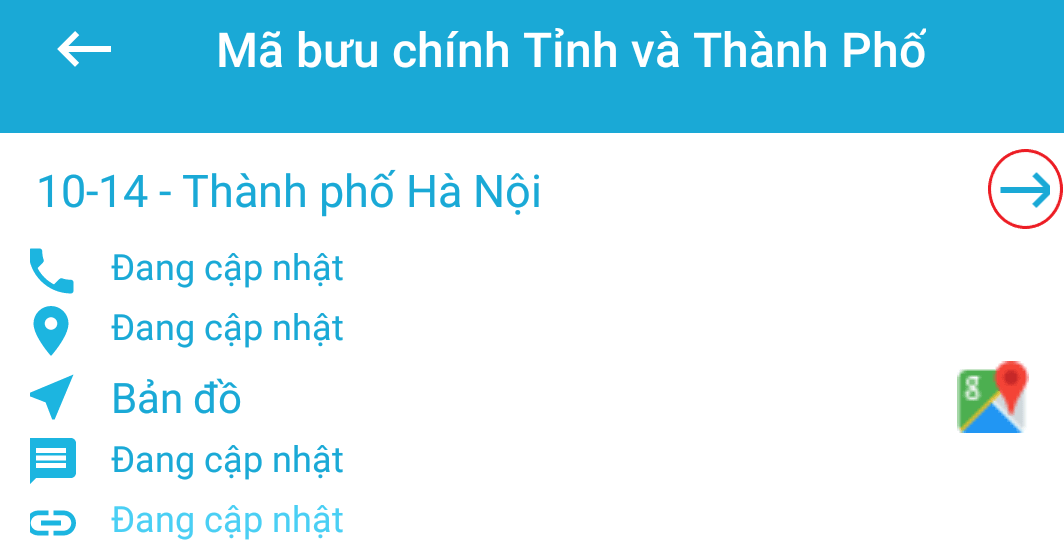 Mã bưu chính Tỉnh và Thành Phố
10-14 - Thành phố Hà Nội
Đang cập nhật
Đang cập nhật
Bản đồ
Đang cập nhật
Đang cập nhật